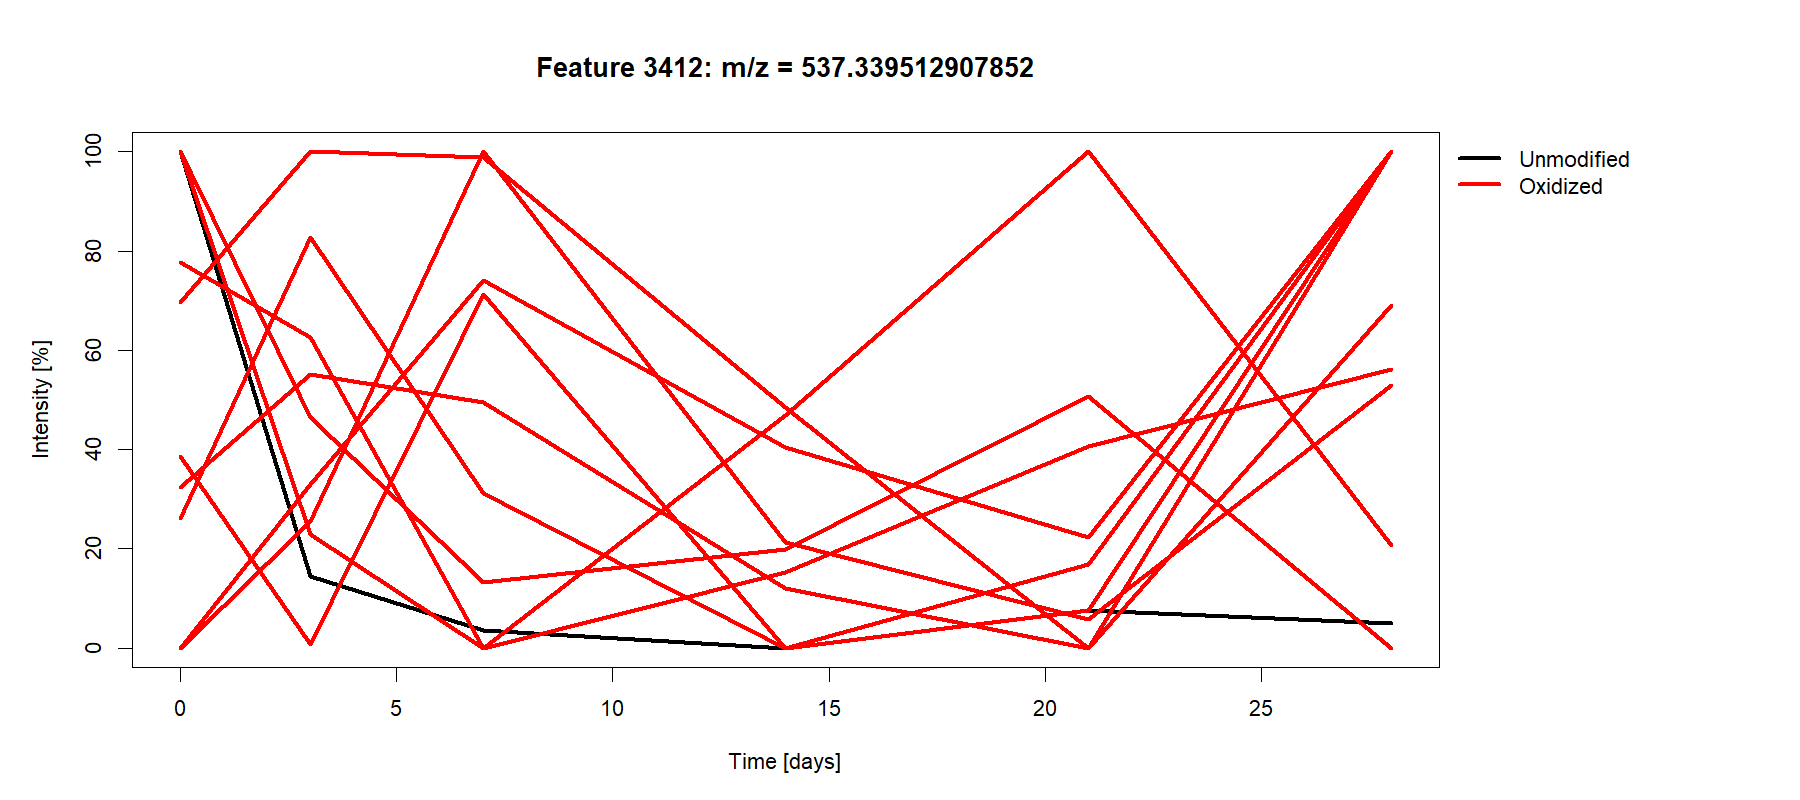 Feature 3412: m/z = 537.339512907852
100
80
60
40
20
0
Intensity [%]
0 5 10 15 20 25
Time [days]
Unmodified
Oxidized